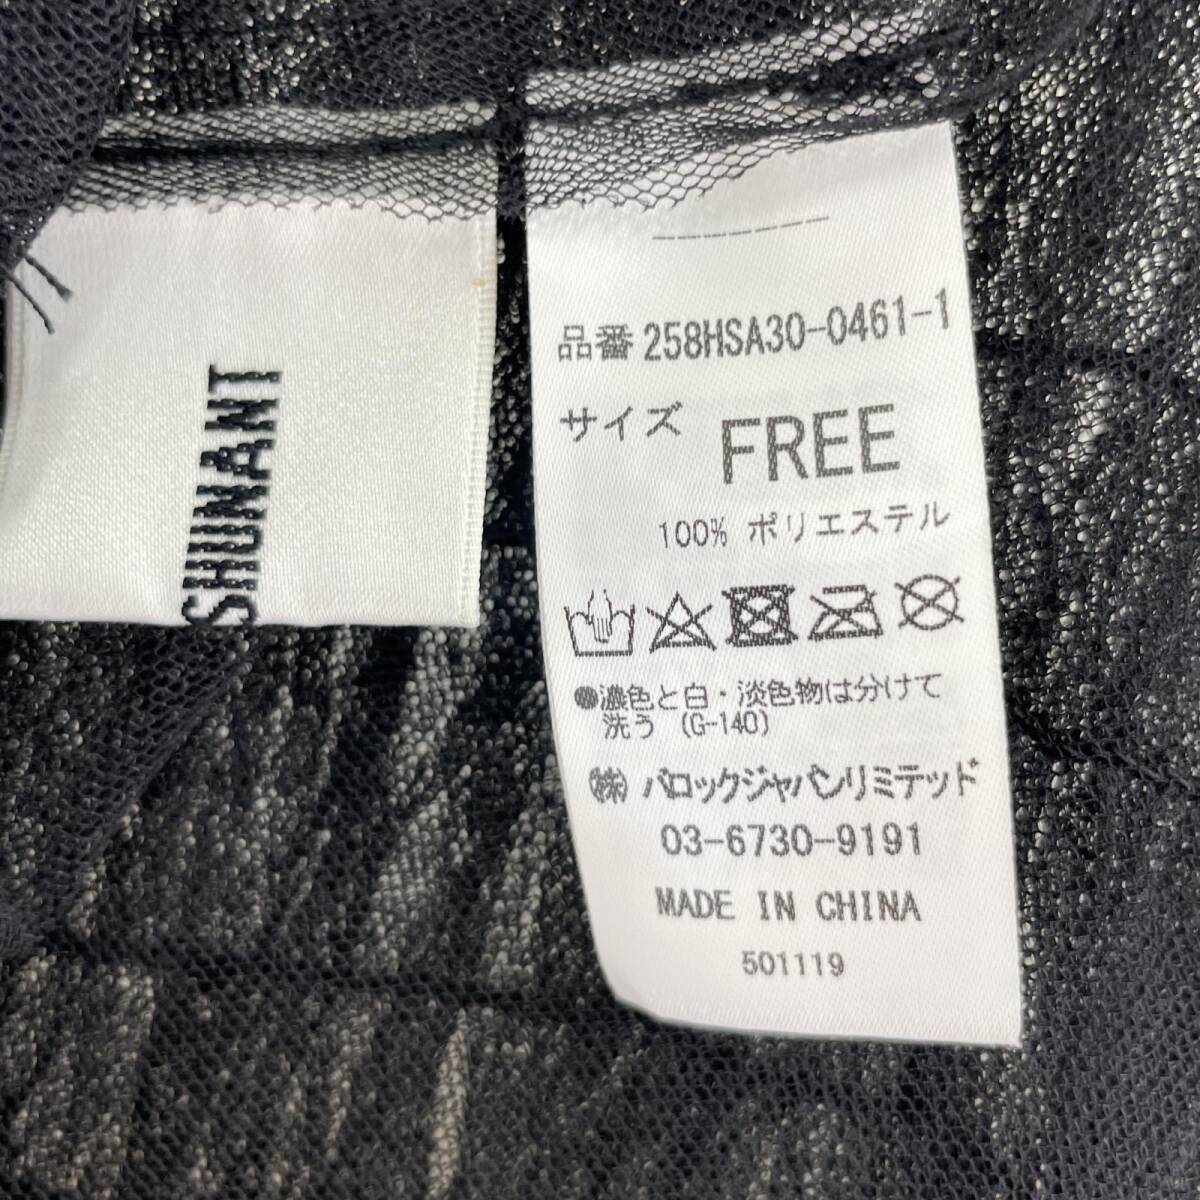 SHUNANT
品番 258HSA30-0461-1
サイズ FREE
100% ポリエステル
●濃色と白・淡色物は分けて
洗う (G-140)
㈱ バロックジャパンリミテッド
03-6730-9191
MADE IN CHINA
501119